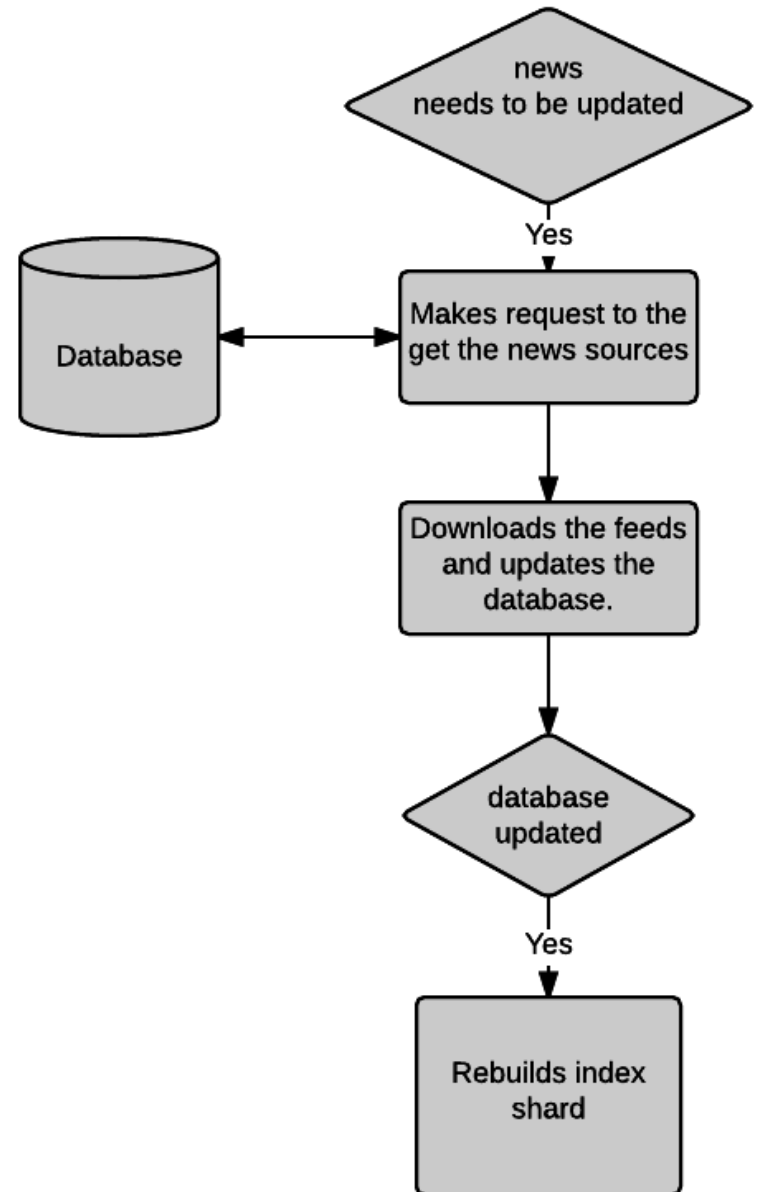 news
needs to be updated
Yes
Makes request to the
get the news sources
Database
Downloads the feeds
and updates the
database.
database
updated
Yes
Rebuilds index
shard